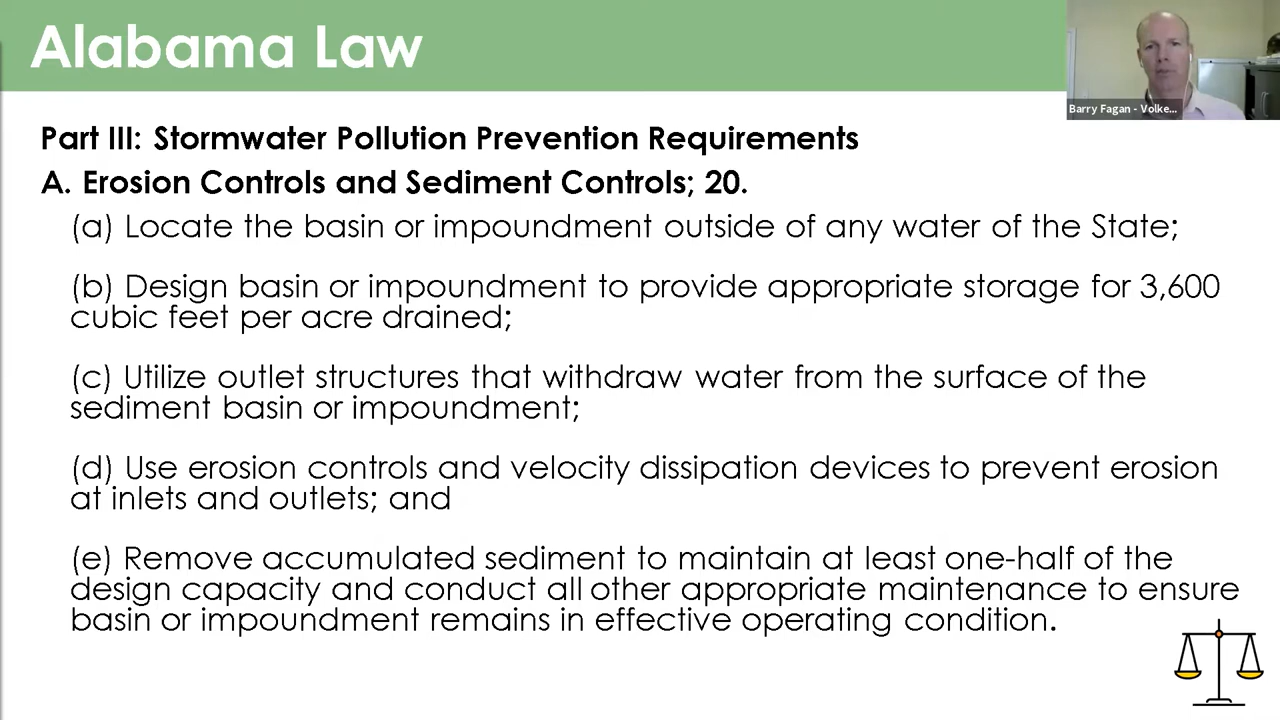 Alabama Law
Barry Fagan - Volke...
Part III: Stormwater Pollution Prevention Requirements
A. Erosion Controls and Sediment Controls; 20.
(a) Locate the basin or impoundment outside of any water of the State;
(b) Design basin or impoundment to provide appropriate storage for 3,600
cubic feet per acre drained;
(c) Utilize outlet structures that withdraw water from the surface of the
sediment basin or impoundment;
(d) Use erosion controls and velocity dissipation devices to prevent erosion
at inlets and outlets; and
(e) Remove accumulated sediment to maintain at least one-half of the
design capacity and conduct all other appropriate maintenance to ensure
basin or impoundment remains in effective operating condition.